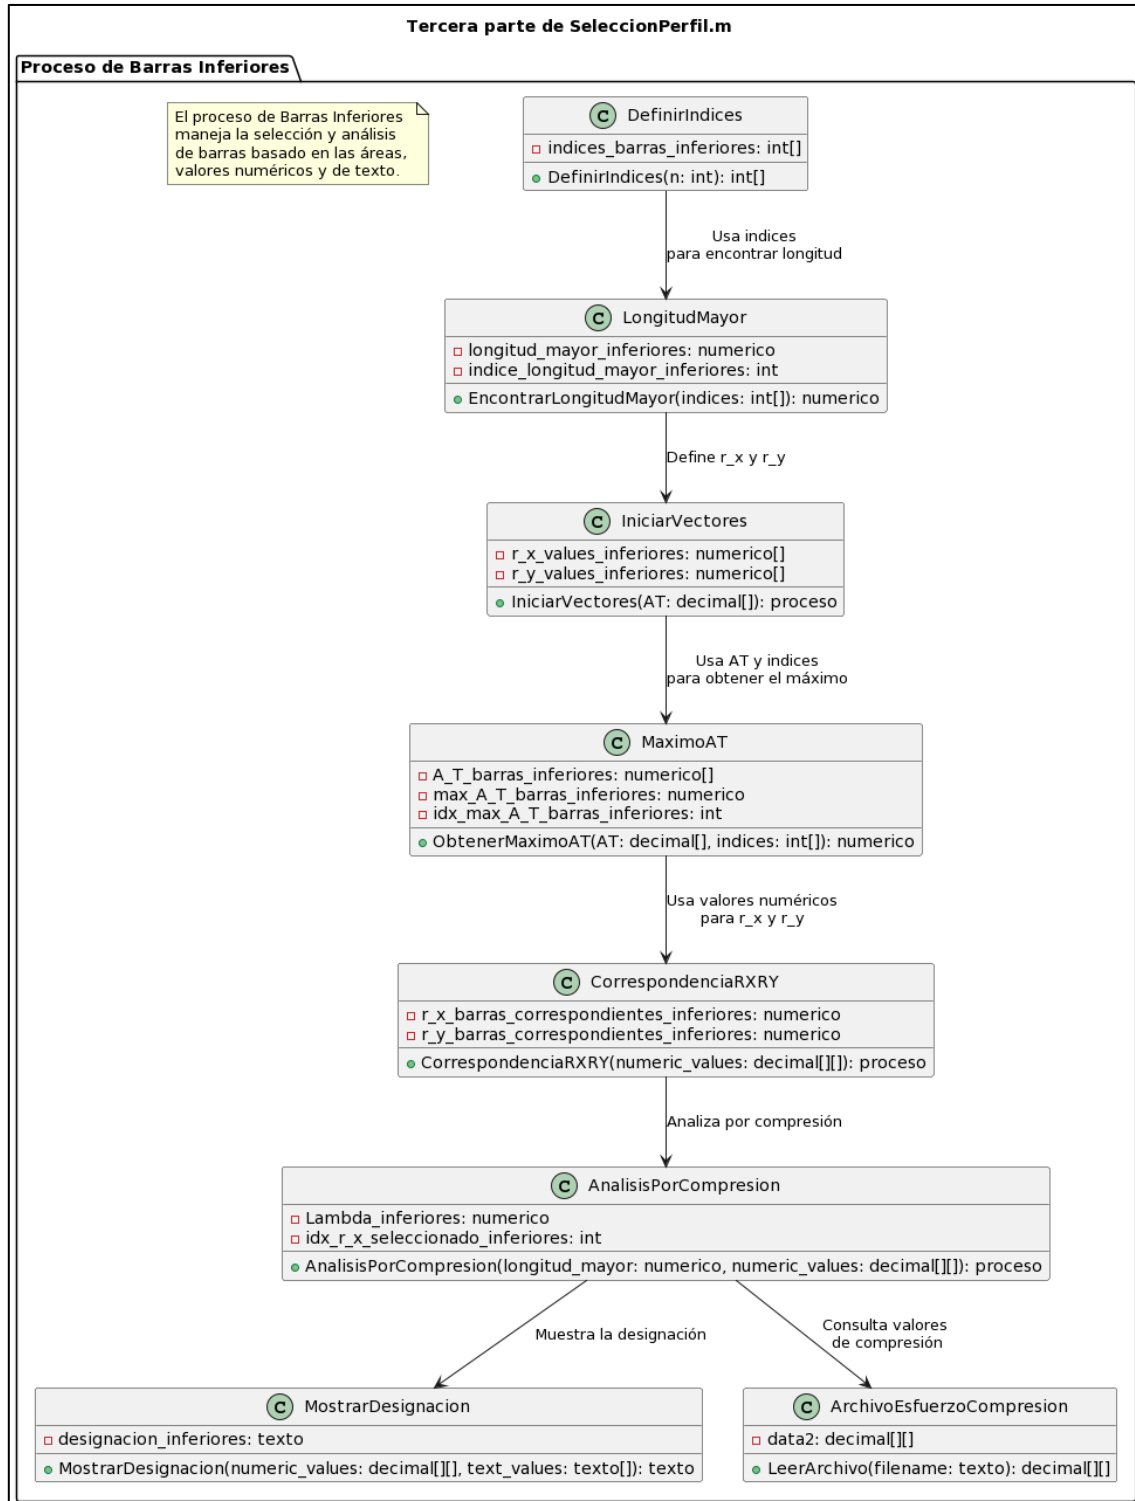 Tercera parte de SeleccionPerfil.m
Proceso de Barras Inferiores
El proceso de Barras Inferiores
maneja la selección y análisis
de barras basado en las áreas,
valores numéricos y de texto.
C DefinirIndices
indices_barras_inferiores: int[]
DefinirIndices(n: int): int[]
Usa indices
para encontrar longitud
C LongitudMayor
longitud_mayor_inferiores: numerico
indice_longitud_mayor_inferiores: int
EncontrarLongitudMayor(indices: int[]): numerico
Define r_x y r_y
C IniciarVectores
r_x_values_inferiores: numerico[]
r_y_values_inferiores: numerico[]
IniciarVectores(AT: decimal[]): proceso
Usa AT y indices
para obtener el máximo
C MaximoAT
A_T_barras_inferiores: numerico[]
max_A_T_barras_inferiores: numerico
idx_max_A_T_barras_inferiores: int
ObtenerMaximoAT(AT: decimal[], indices: int[]): numerico
Usa valores numéricos
para r_x y r_y
C CorrespondenciaRXRY
r_x_barras_correspondientes_inferiores: numerico
r_y_barras_correspondientes_inferiores: numerico
CorrespondenciaRXRY(numeric_values: decimal[][]): proceso
Analiza por compresión
C AnalisisPorCompresion
Lambda_inferiores: numerico
idx_r_x_seleccionado_inferiores: int
AnalisisPorCompresion(longitud_mayor: numerico, numeric_values: decimal[][]): proceso
Muestra la designación
Consulta valores
de compresión
C MostrarDesignacion
designacion_inferiores: texto
MostrarDesignacion(numeric_values: decimal[][], text_values: texto[]): texto
C ArchivoEsfuerzoCompresion
data2: decimal[][]
LeerArchivo(filename: texto): decimal[][]